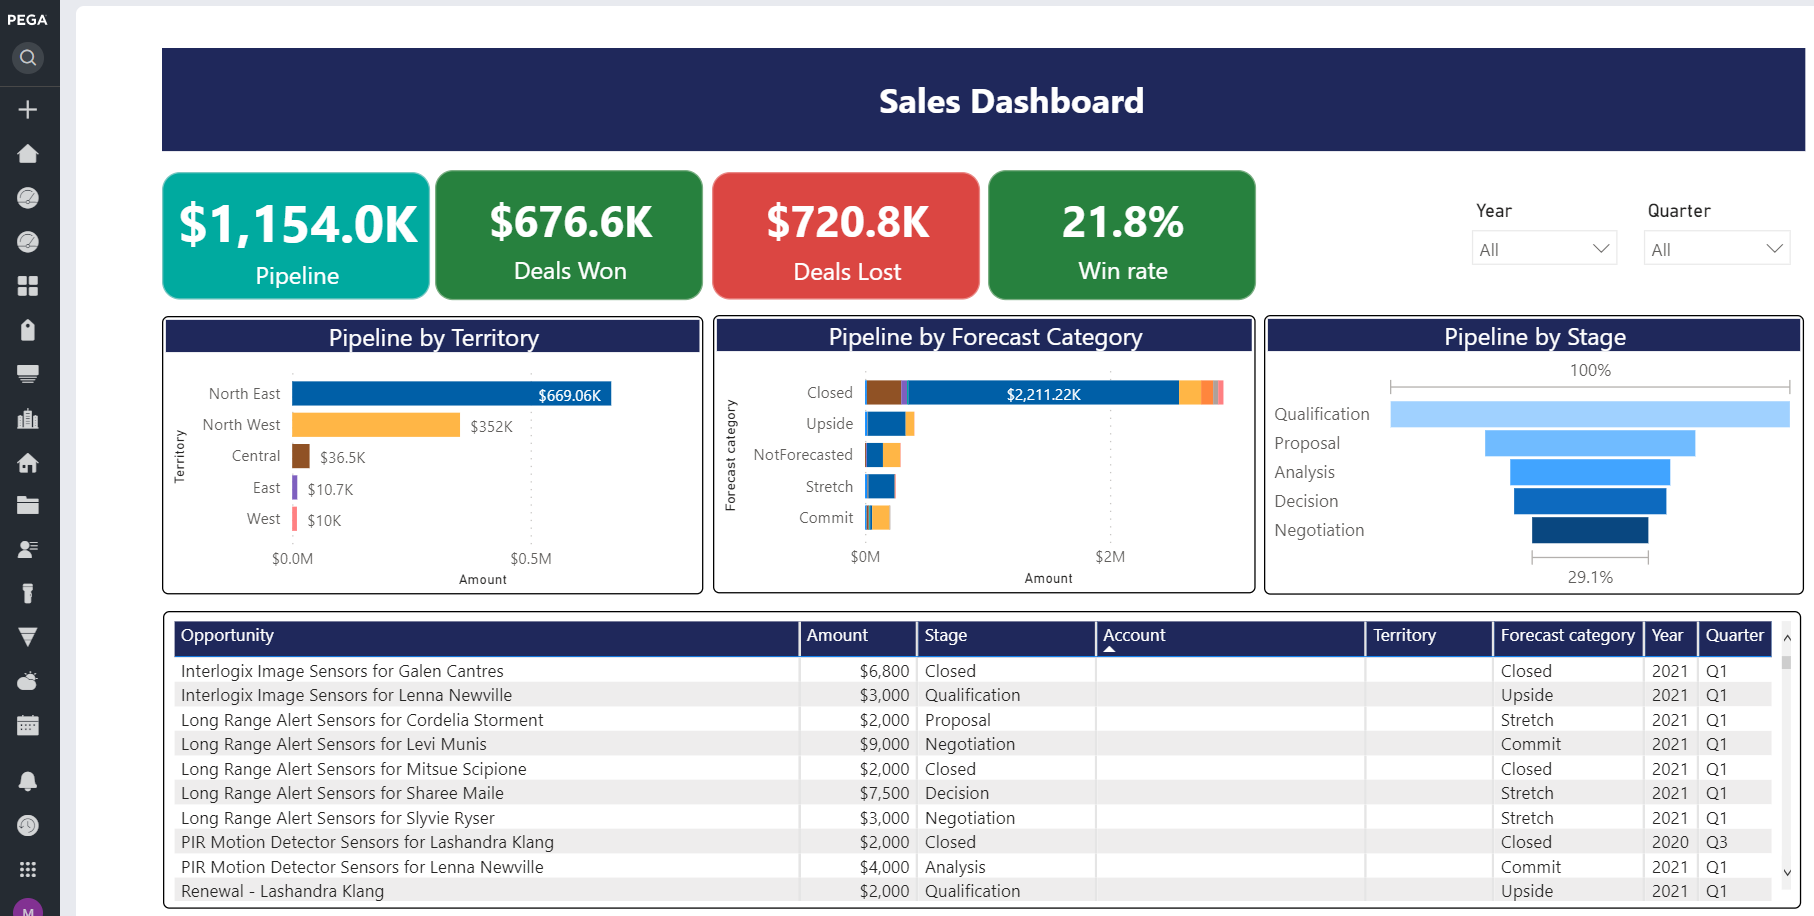 PEGA
Sales Dashboard
$1,154.0K
Pipeline
$676.6K
Deals Won
$720.8K
Deals Lost
21.8%
Win rate
Year
All
Quarter
All
Pipeline by Territory
Territory
North East
$669.06K
North West
$352K
Central
$36.5K
East
$10.7K
West
$10K
$0.0M
$0.5M
Amount
Pipeline by Forecast Category
Forecast category
Closed
$2,211.22K
Upside
NotForecasted
Stretch
Commit
$0M
$2M
Amount
Pipeline by Stage
100%
Qualification
Proposal
Analysis
Decision
Negotiation
29.1%
Opportunity Amount Stage Account Territory Forecast category Year Quarter
Interlogix Image Sensors for Galen Cantres $6,800 Closed Closed 2021 Q1
Interlogix Image Sensors for Lenna Newville $3,000 Qualification Upside 2021 Q1
Long Range Alert Sensors for Cordelia Storment $2,000 Proposal Stretch 2021 Q1
Long Range Alert Sensors for Levi Munis $9,000 Negotiation Commit 2021 Q1
Long Range Alert Sensors for Mitsue Scipione $2,000 Closed Closed 2021 Q1
Long Range Alert Sensors for Sharee Maile $7,500 Decision Stretch 2021 Q1
Long Range Alert Sensors for Slyvie Ryser $3,000 Negotiation Stretch 2021 Q1
PIR Motion Detector Sensors for Lashandra Klang $2,000 Closed Closed 2020 Q3
PIR Motion Detector Sensors for Lenna Newville $4,000 Analysis Commit 2021 Q1
Renewal - Lashandra Klang $2,000 Qualification Upside 2021 Q1
M